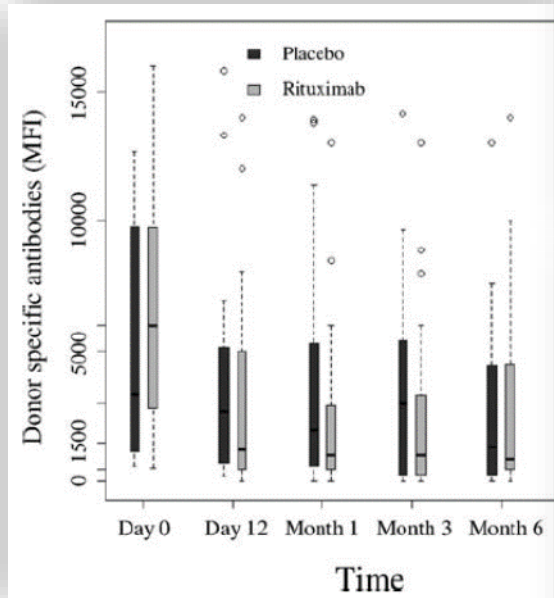 Placebo
Rituximab
Donor specific antibodies (MFI)
15000
10000
5000
1500
0
Day 0 Day 12 Month 1 Month 3 Month 6
Time